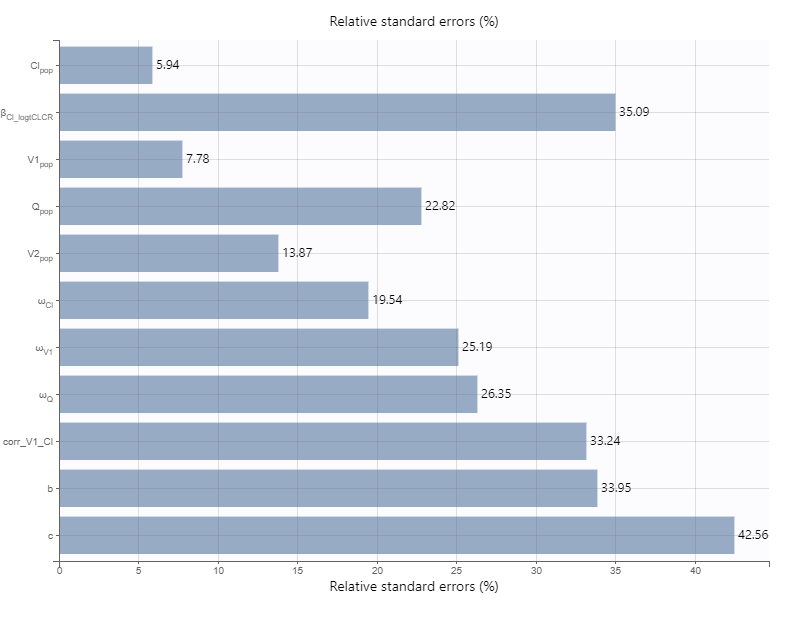 Relative standard errors (%)
Cl_pop 5.94
β_Cl_logtCLCR 35.09
V1_pop 7.78
Q_pop 22.82
V2_pop 13.87
ω_Cl 19.54
ω_V1 25.19
ω_Q 26.35
corr_V1_Cl 33.24
b 33.95
c 42.56
0 5 10 15 20 25 30 35 40
Relative standard errors (%)